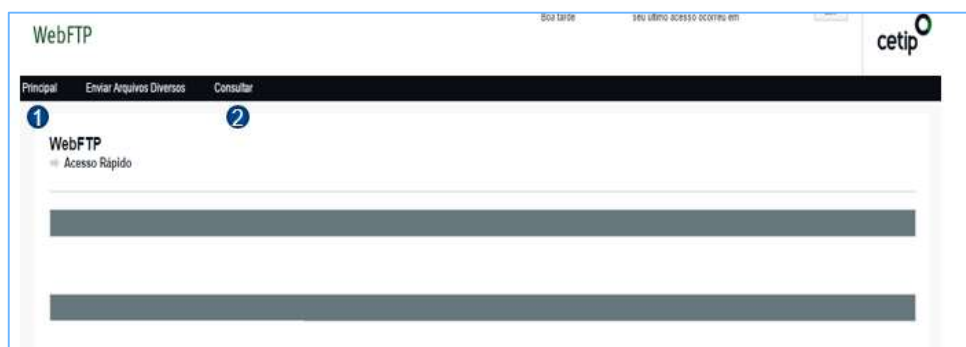 Boa tarde seu último acesso ocorreu em
WebFTP
cetip
Principal Enviar Arquivos Diversos Consultar
1 2
WebFTP
Acesso Rápido